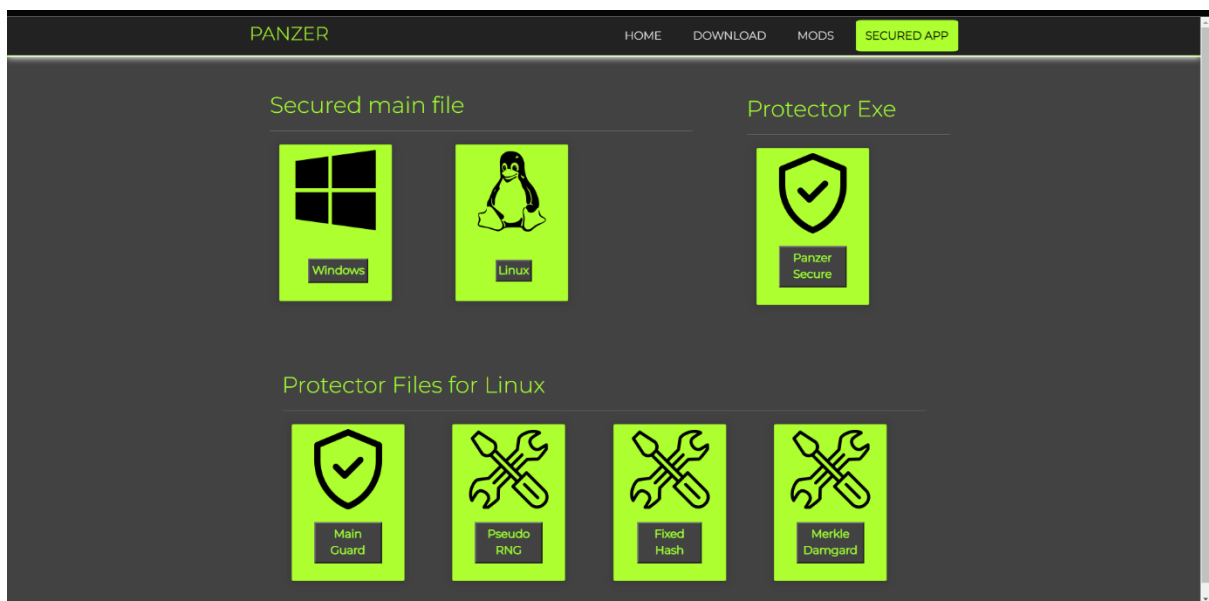 PANZER
HOME DOWNLOAD MODS SECURED APP
Secured main file
Protector Exe
Windows
Linux
Panzer
Secure
Protector Files for Linux
Main
Guard
Pseudo
RNG
Fixed
Hash
Merkle
Damgard